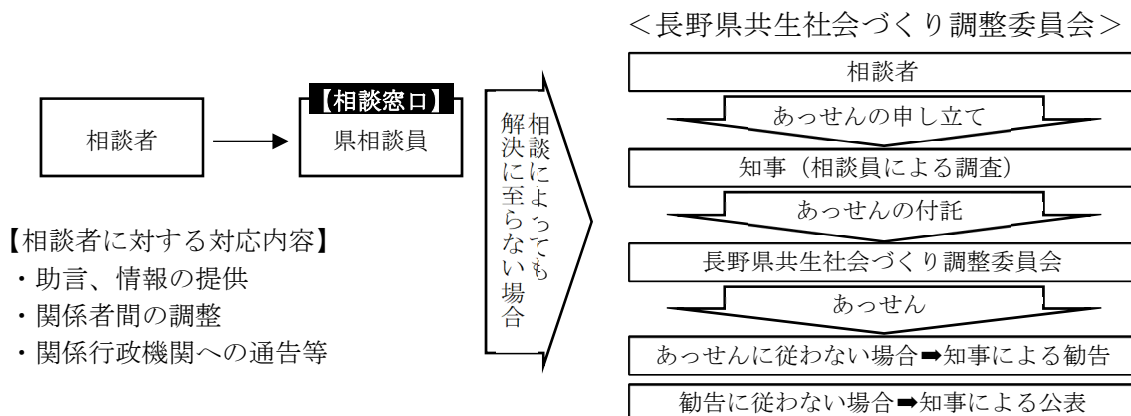 ＜長野県共生社会づくり調整委員会＞
相談者
【相談窓口】
県相談員
【相談者に対する対応内容】
・助言、情報の提供
・関係者間の調整
・関係行政機関への通告等
相談によっても
解決に至らない場合
相談者
あっせんの申し立て
知事（相談員による調査）
あっせんの付託
長野県共生社会づくり調整委員会
あっせん
あっせんに従わない場合➡知事による勧告
勧告に従わない場合➡知事による公表